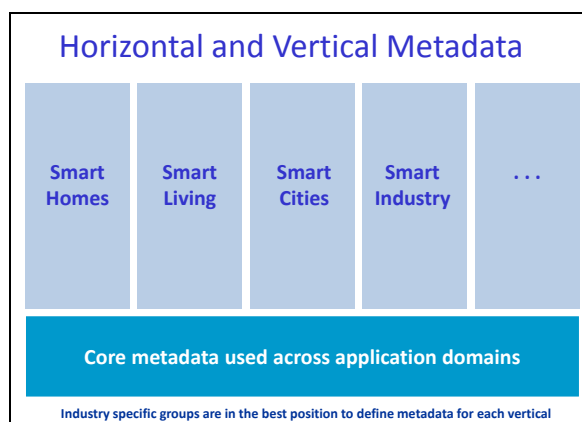 Horizontal and Vertical Metadata
Smart
Homes
Smart
Living
Smart
Cities
Smart
Industry
. . .
Core metadata used across application domains
Industry specific groups are in the best position to define metadata for each vertical